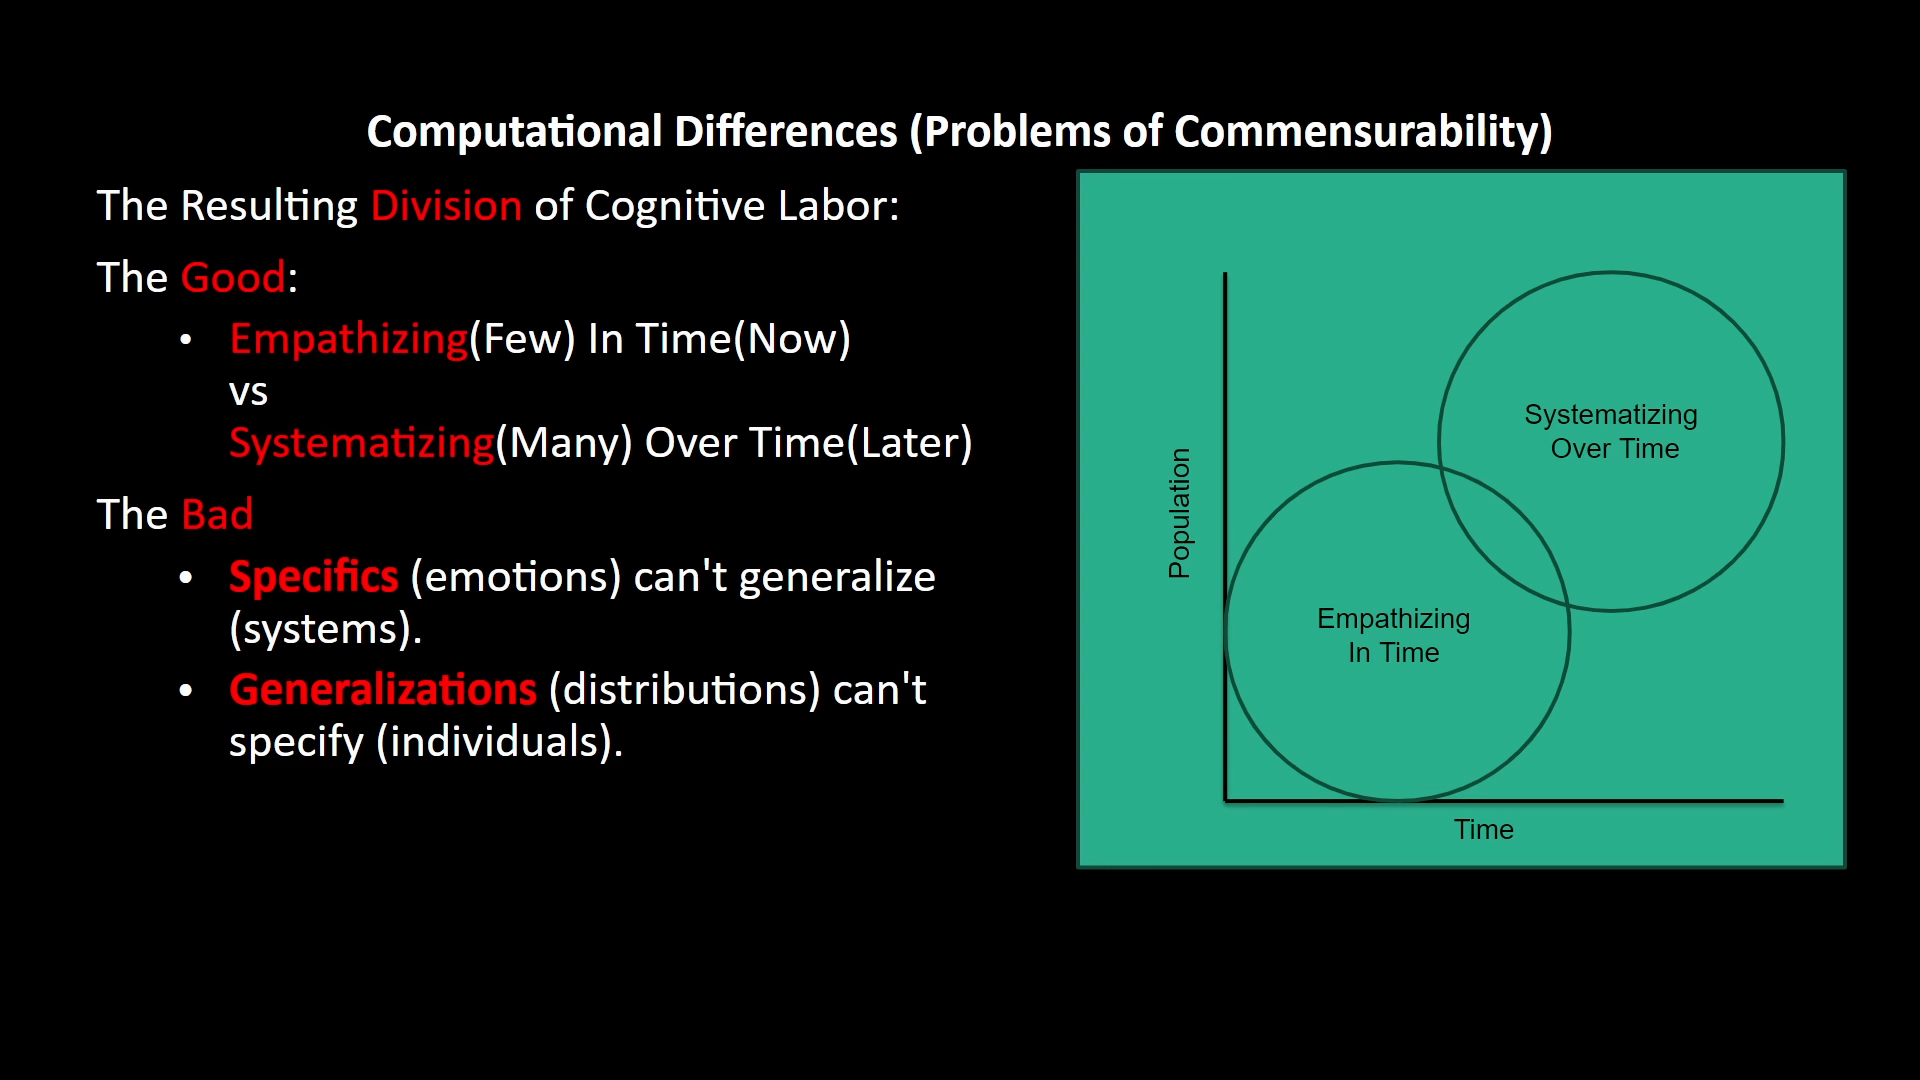 Computational Differences (Problems of Commensurability)
The Resulting Division of Cognitive Labor:
The Good:
• Empathizing(Few) In Time(Now)
vs
Systematizing(Many) Over Time(Later)
The Bad
• Specifics (emotions) can't generalize
(systems).
• Generalizations (distributions) can't
specify (individuals).
Population
Systematizing
Over Time
Empathizing
In Time
Time